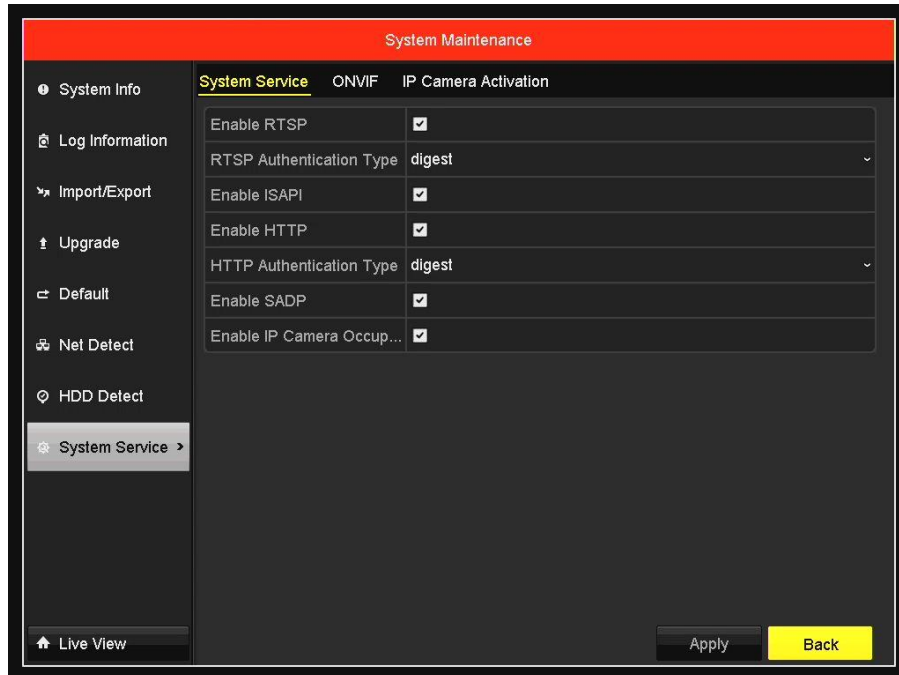 System Maintenance
System Info
Log Information
Import/Export
Upgrade
Default
Net Detect
HDD Detect
System Service
Live View
System Service ONVIF IP Camera Activation
Enable RTSP
RTSP Authentication Type digest
Enable ISAPI
Enable HTTP
HTTP Authentication Type digest
Enable SADP
Enable IP Camera Occup...
Apply Back